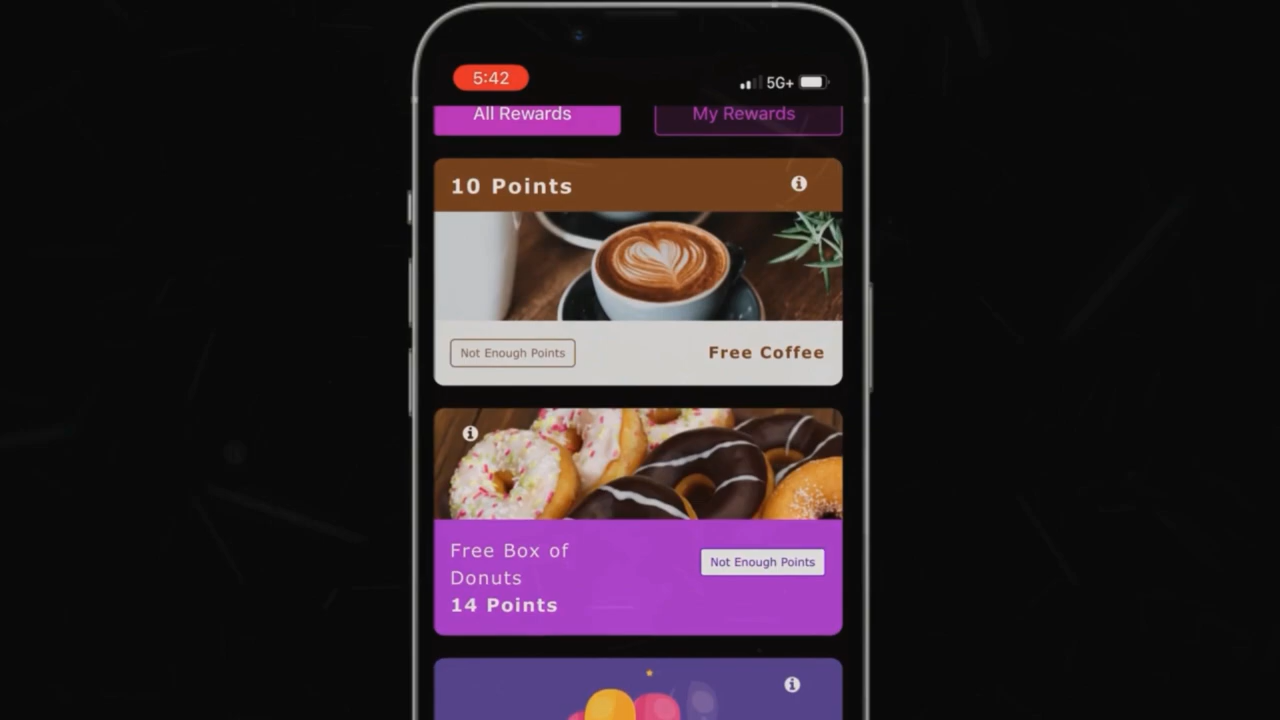 5:42
5G+
All Rewards
My Rewards
10 Points
Not Enough Points
Free Coffee
Free Box of
Donuts
Not Enough Points
14 Points